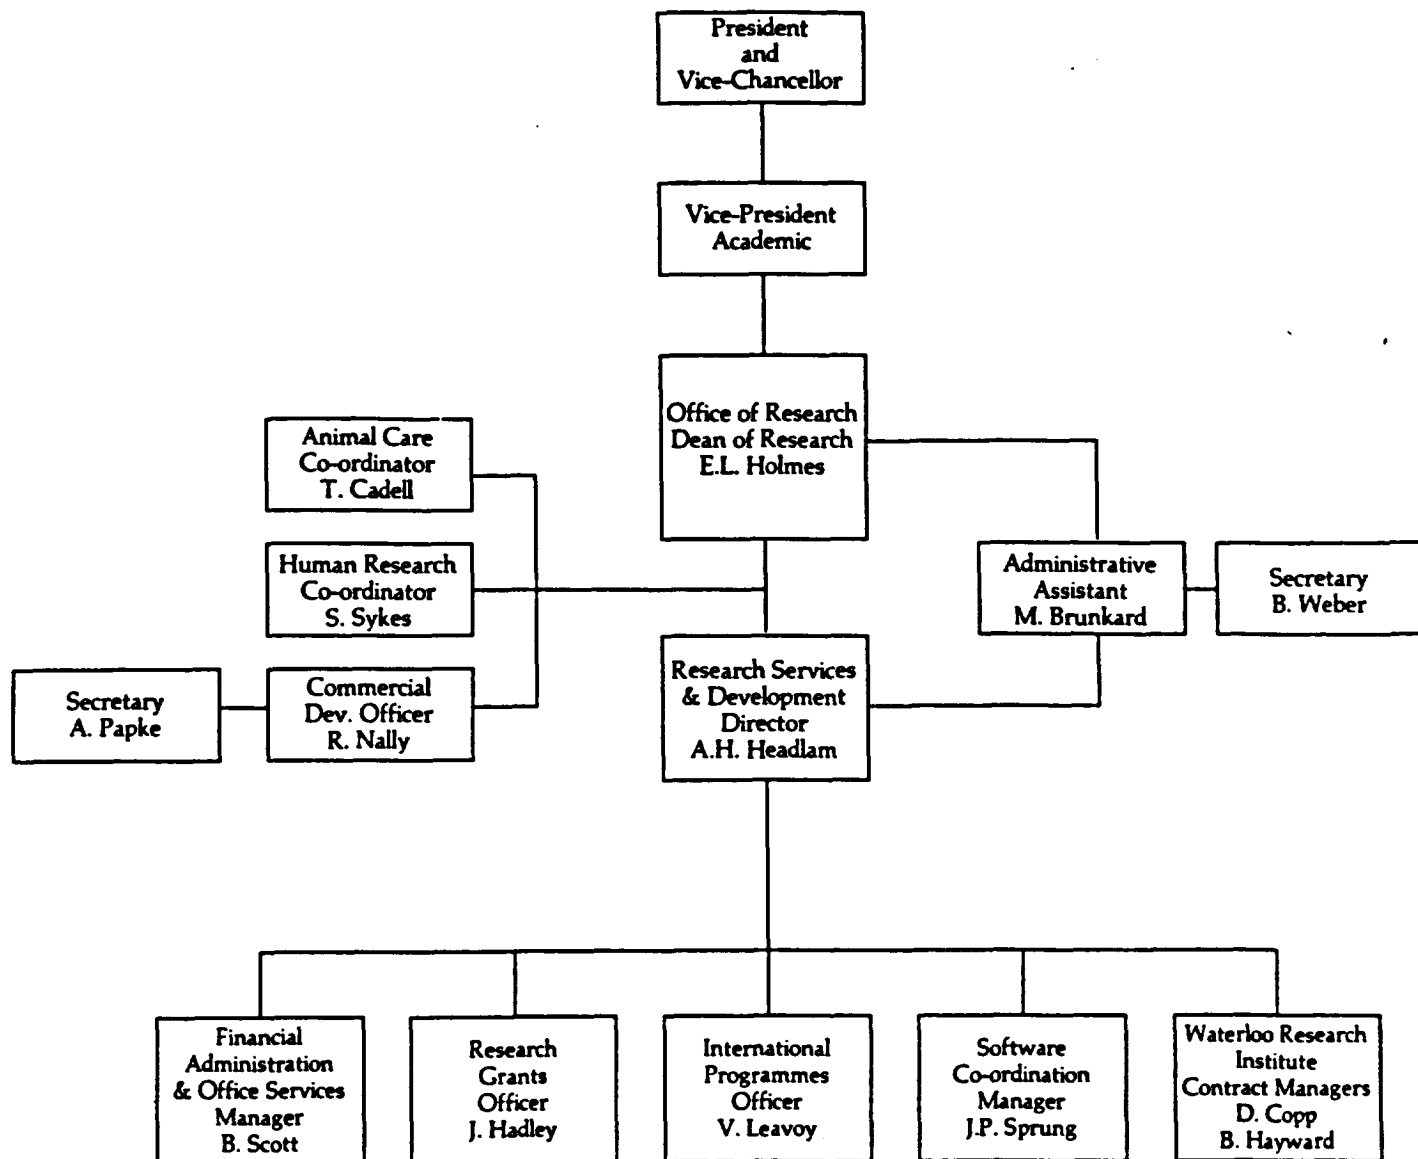 President
and
Vice-Chancellor
Vice-President
Academic
Office of Research
Dean of Research
E.L. Holmes
Animal Care
Co-ordinator
T. Cadell
Human Research
Co-ordinator
S. Sykes
Administrative
Assistant
M. Brunkard
Secretary
B. Weber
Secretary
A. Papke
Commercial
Dev. Officer
R. Nally
Research Services
& Development
Director
A.H. Headlam
Financial
Administration
& Office Services
Manager
B. Scott
Research
Grants
Officer
J. Hadley
International
Programmes
Officer
V. Leavoy
Software
Co-ordination
Manager
J.P. Sprung
Waterloo Research
Institute
Contract Managers
D. Copp
B. Hayward